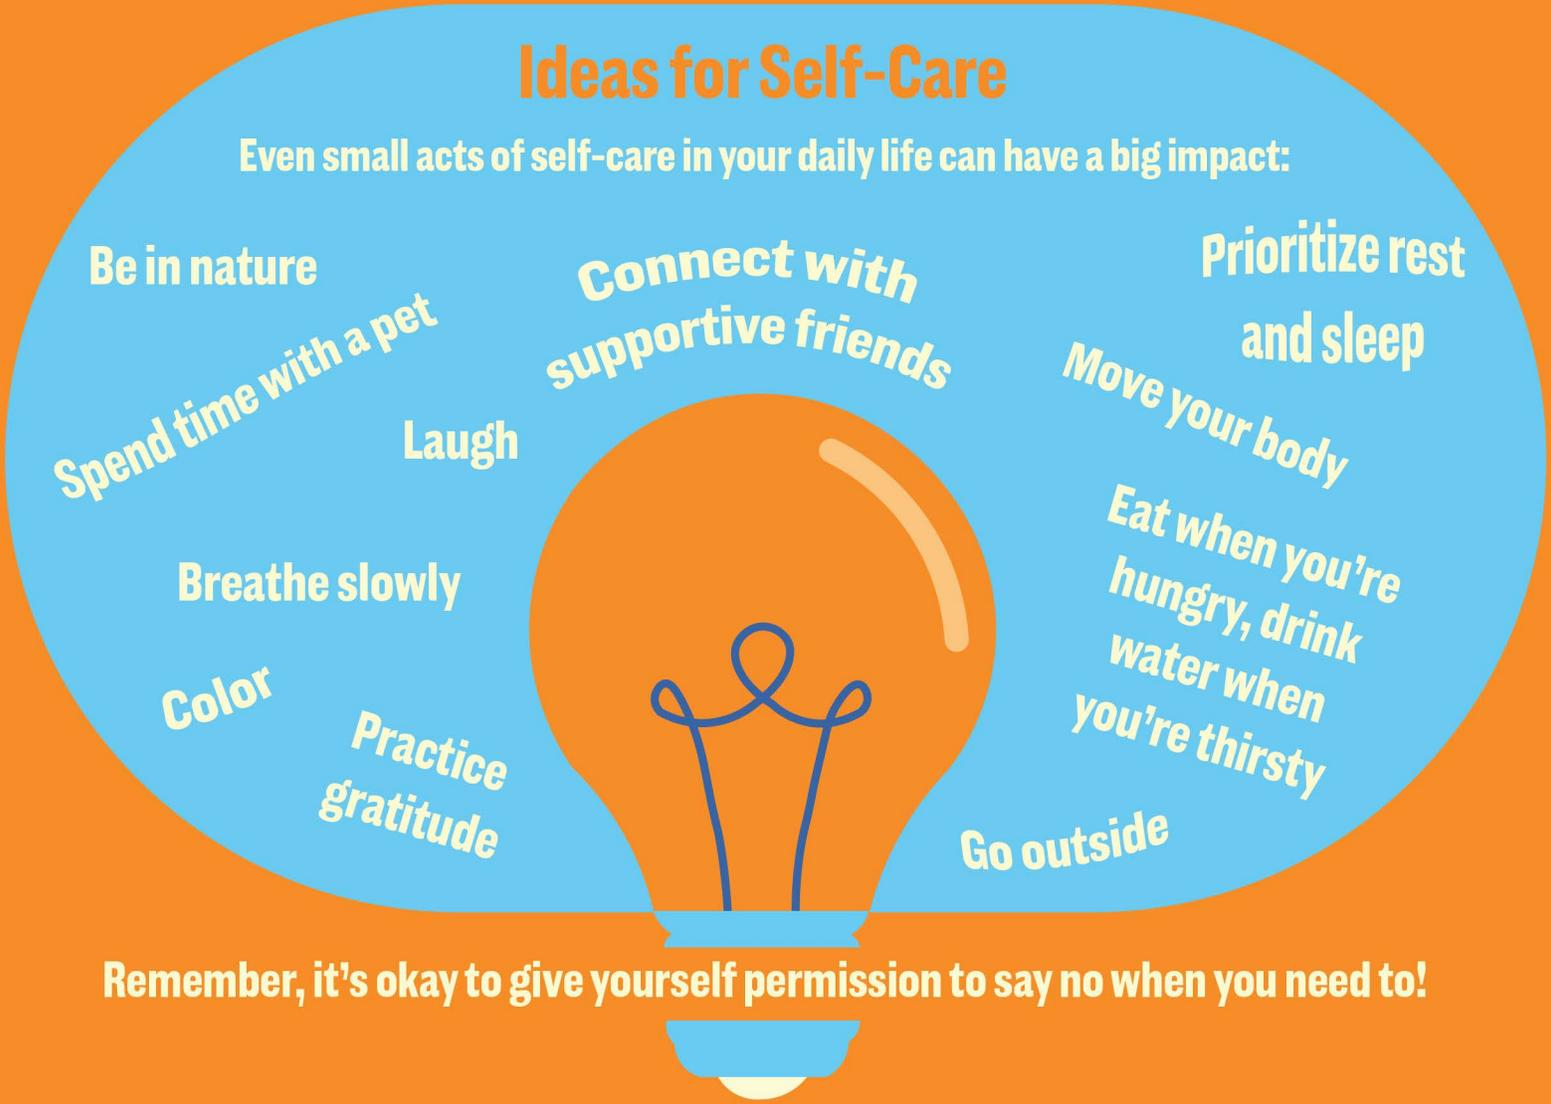 Ideas for Self-Care
Even small acts of self-care in your daily life can have a big impact:
Be in nature
Spend time with a pet
Laugh
Breathe slowly
Color
Practice
gratitude
Connect with
supportive friends
Prioritize rest
and sleep
Move your body
Eat when you’re
hungry, drink
water when
you’re thirsty
Go outside
Remember, it’s okay to give yourself permission to say no when you need to!